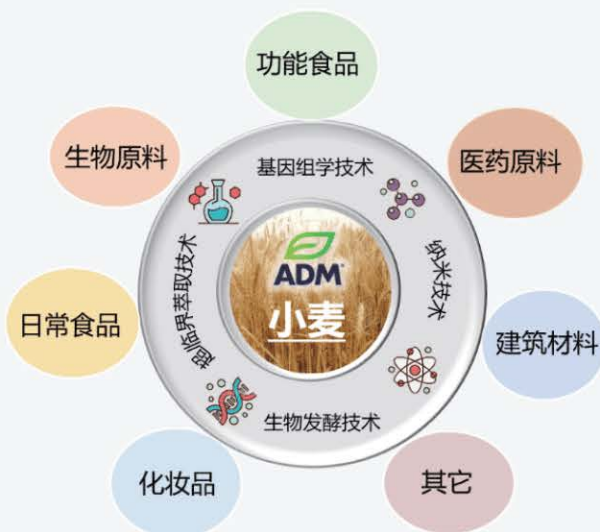 功能食品
生物原料
医药原料
基因组学技术
超临界萃取技术
纳米技术
ADM
小麦
日常食品
建筑材料
生物发酵技术
化妆品
其它